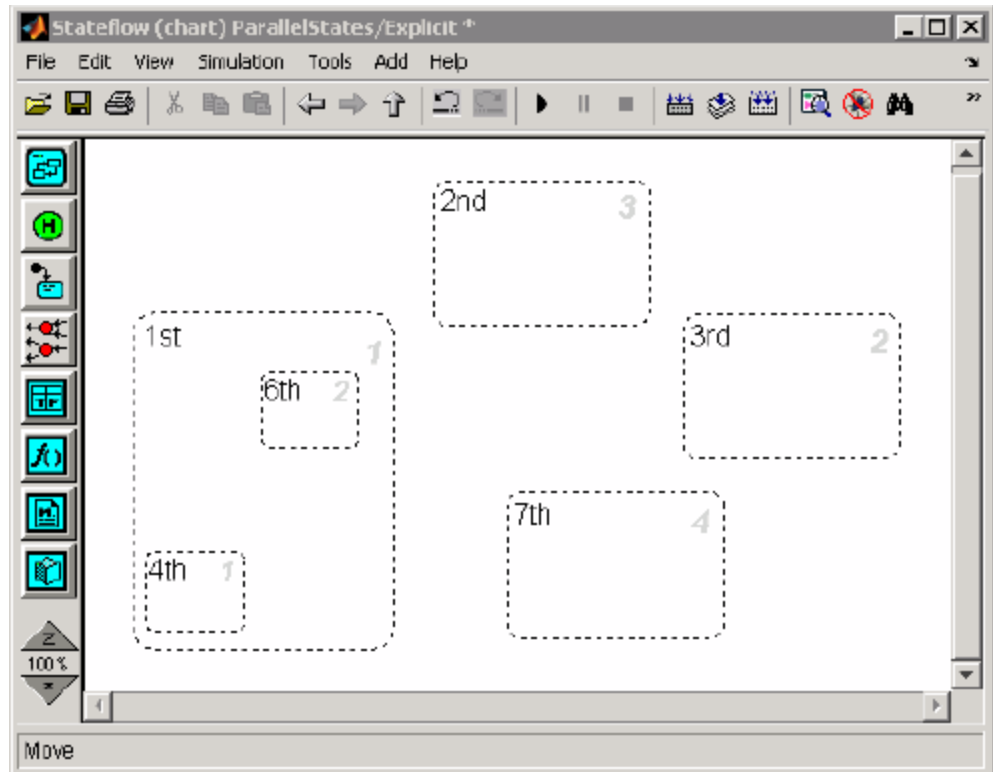 Stateflow (chart) ParallelStates/Explicit *
File Edit View Simulation Tools Add Help
2nd 3
1st 1
3rd 2
6th 2
7th 4
4th 1
H
f()
Z
100%
Move